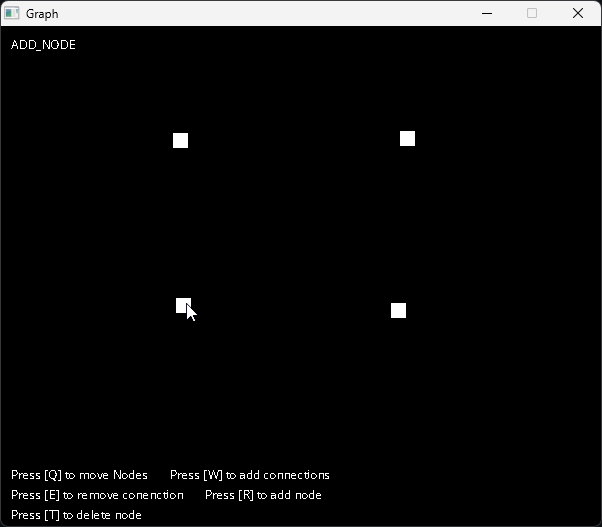 Graph
ADD_NODE
Press [Q] to move Nodes Press [W] to add connections
Press [E] to remove conenction Press [R] to add node
Press [T] to delete node